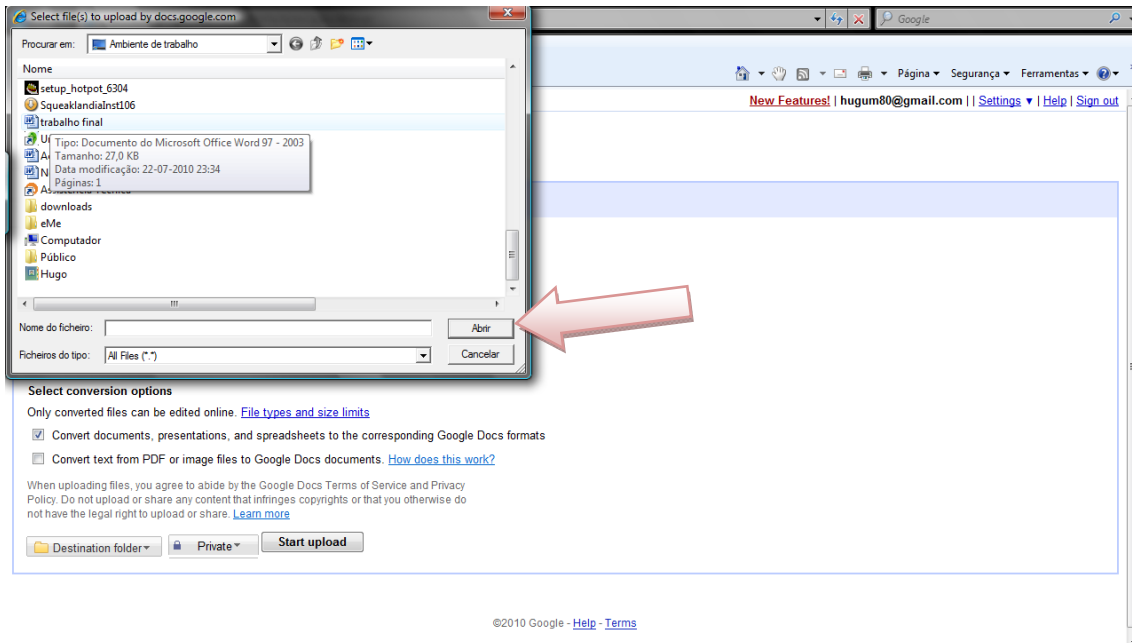 Select file(s) to upload by docs.google.com
Google
Procurar em: Ambiente de trabalho
Página Segurança Ferramentas
Nome
New Features! | hugum80@gmail.com | | Settings ▼ | Help | Sign out
setup_hotpot_6304
SqueaklandiaInst106
trabalho final
Tipo: Documento do Microsoft Office Word 97 - 2003
Tamanho: 27,0 KB
Data modificação: 22-07-2010 23:34
Páginas: 1
downloads
eMe
Computador
Público
Hugo
Nome do ficheiro: Abrir
Ficheiros do tipo: All Files (*.*) Cancelar
Select conversion options
Only converted files can be edited online. File types and size limits
Convert documents, presentations, and spreadsheets to the corresponding Google Docs formats
Convert text from PDF or image files to Google Docs documents. How does this work?
When uploading files, you agree to abide by the Google Docs Terms of Service and Privacy
Policy. Do not upload or share any content that infringes copyrights or that you otherwise do
not have the legal right to upload or share. Learn more
Destination folder Private Start upload
©2010 Google - Help - Terms